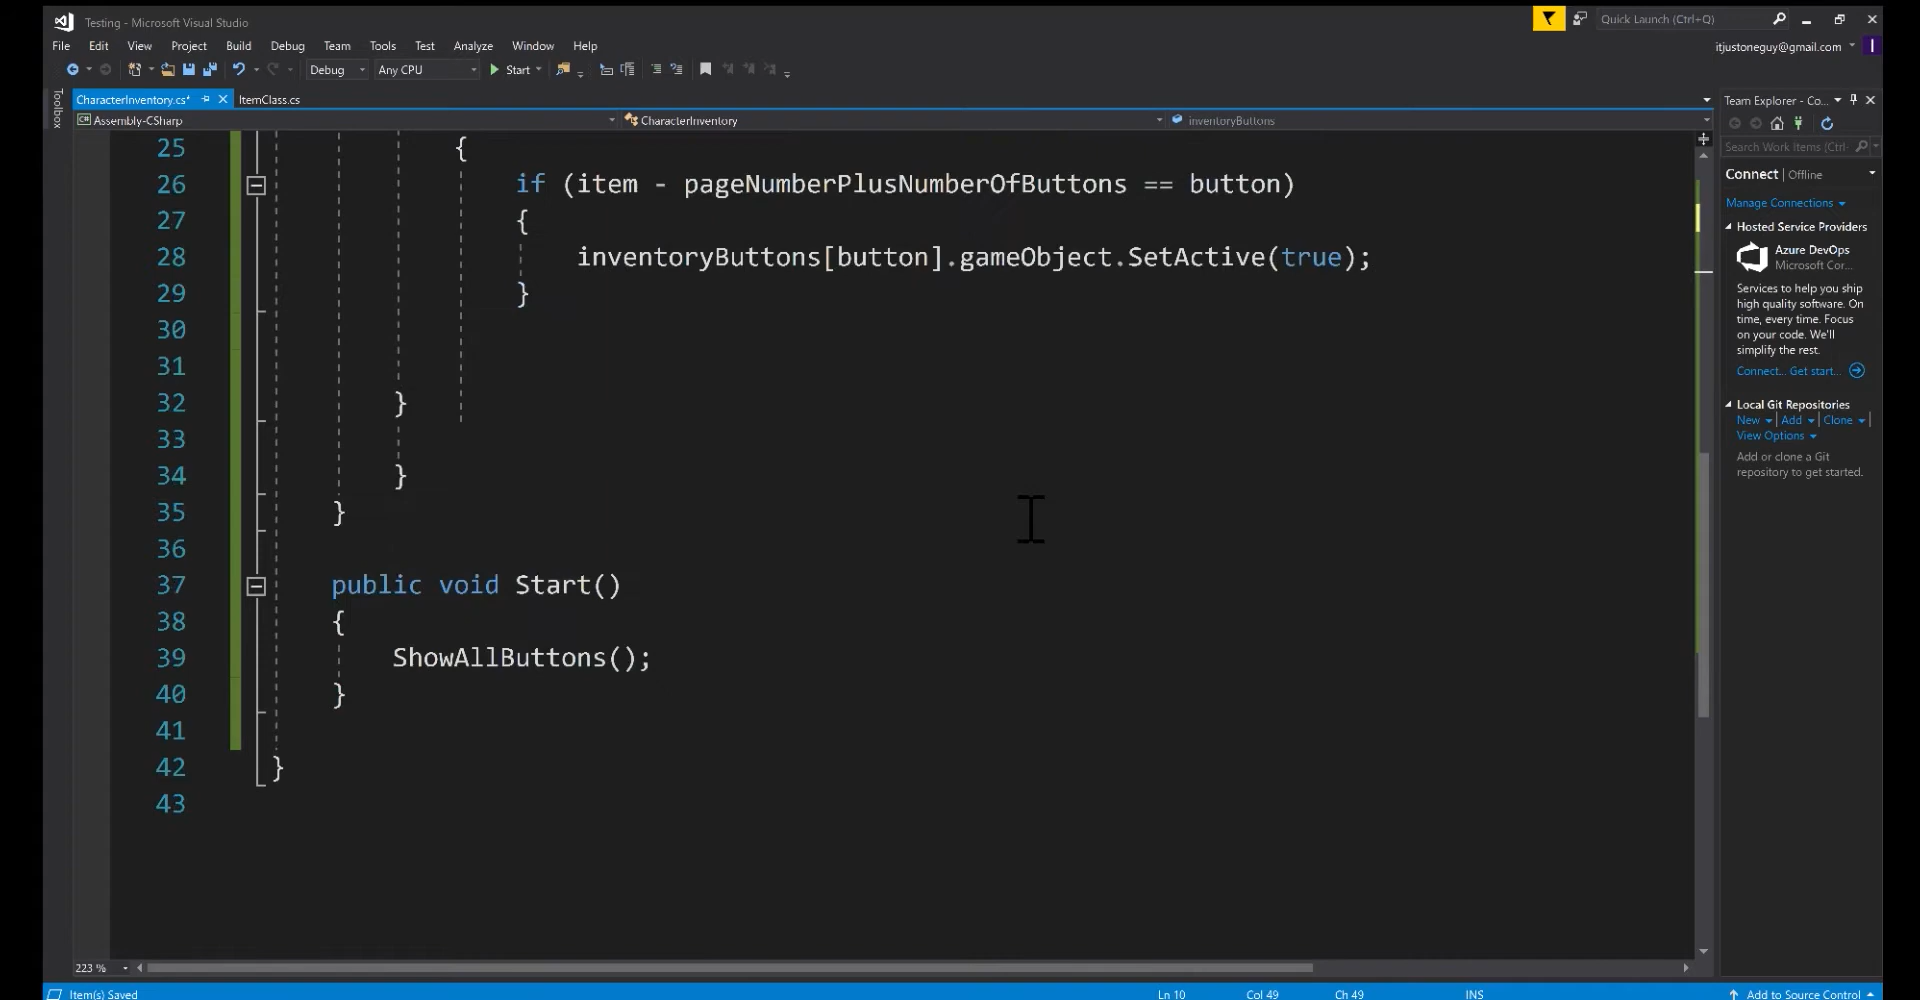 Testing - Microsoft Visual Studio
Quick Launch (Ctrl+Q)
File Edit View Project Build Debug Team Tools Test Analyze Window Help
itjustoneguy@gmail.com
I
Debug Any CPU Start
Toolbox
CharacterInventory.cs* ItemClass.cs
Assembly-CSharp CharacterInventory inventoryButtons
25 {
26 if (item - pageNumberPlusNumberOfButtons == button)
27 {
28 inventoryButtons[button].gameObject.SetActive(true);
29 }
30
31
32 }
33
34 }
35 }
36
37 public void Start()
38 {
39 ShowAllButtons();
40 }
41
42 }
43
223 %
Team Explorer - Co...
Search Work Items (Ctrl-
Connect | Offline
Manage Connections
Hosted Service Providers
Azure DevOps
Microsoft Cor...
Services to help you ship
high quality software. On
time, every time. Focus
on your code. We'll
simplify the rest.
Connect... Get start...
Local Git Repositories
New | Add | Clone |
View Options
Add or clone a Git
repository to get started.
Item(s) Saved Ln 10 Col 49 Ch 49 INS Add to Source Control